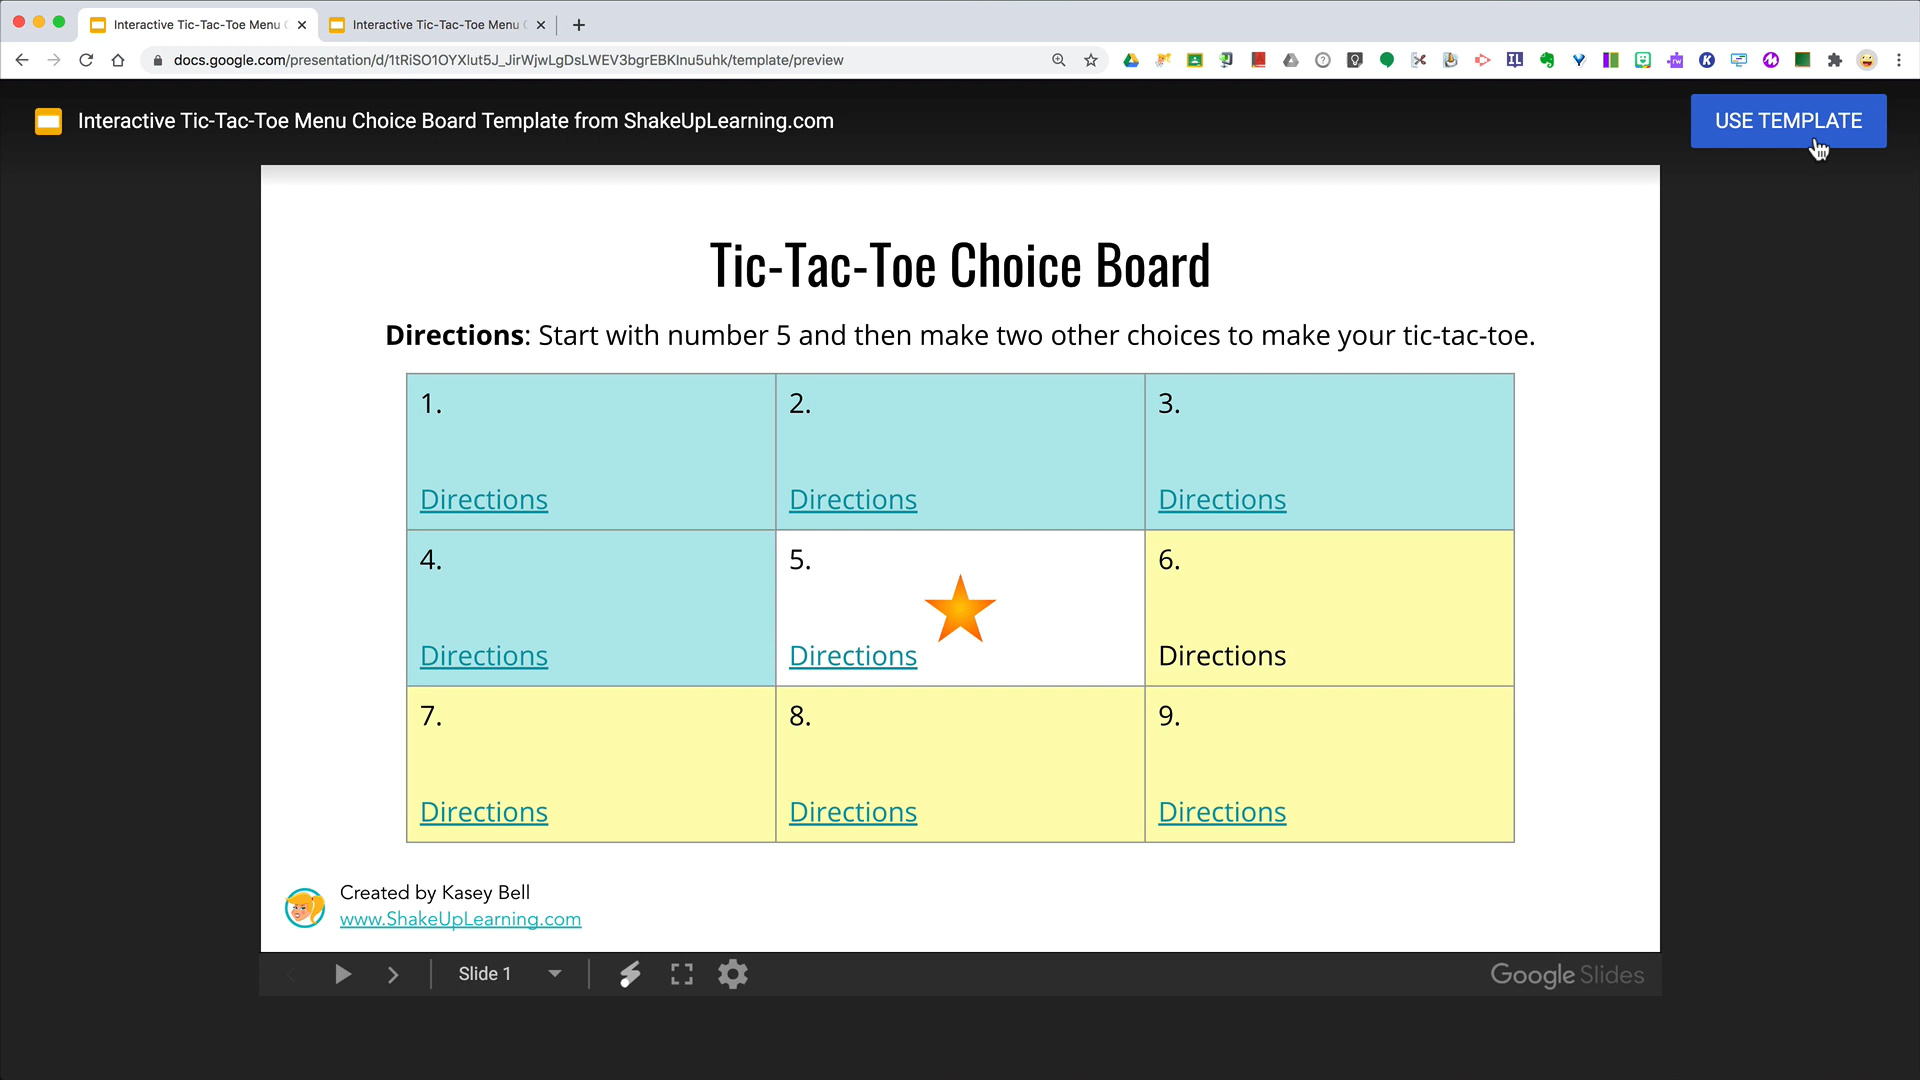 Interactive Tic-Tac-Toe Menu
Interactive Tic-Tac-Toe Menu
docs.google.com/presentation/d/1tRiSO1OYXlut5J_JirWjwLgDsLWEV3bgrEBKInu5uhk/template/preview
Interactive Tic-Tac-Toe Menu Choice Board Template from ShakeUpLearning.com
USE TEMPLATE
Tic-Tac-Toe Choice Board
Directions: Start with number 5 and then make two other choices to make your tic-tac-toe.
1.
2.
3.
Directions
Directions
Directions
4.
5.
6.
Directions
Directions
Directions
7.
8.
9.
Directions
Directions
Directions
Created by Kasey Bell
www.ShakeUpLearning.com
Slide 1
Google Slides